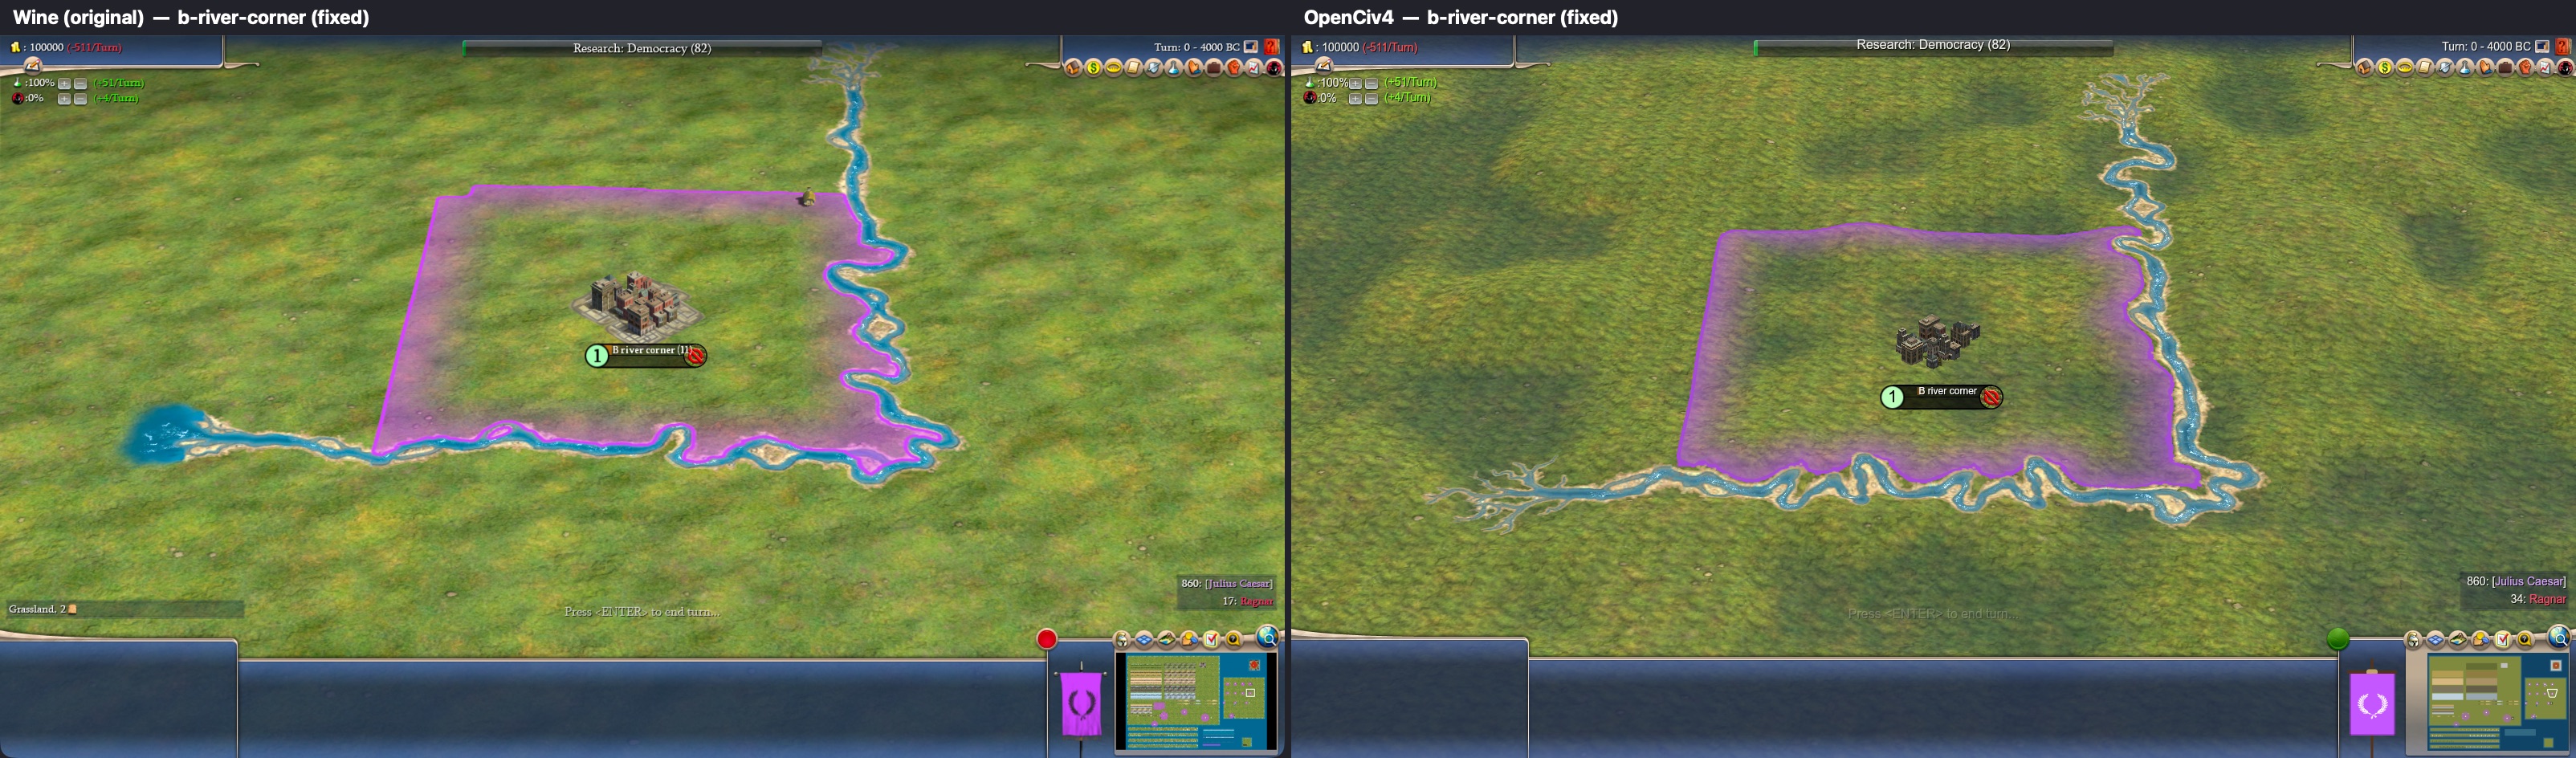 Wine (original) — b-river-corner (fixed)
: 100000 (-511/Turn)
Research: Democracy (82)
Turn: 0 - 4000 BC
:100% (+51/Turn)
:0% (+4/Turn)
1 B river corner (11)
860: [Julius Caesar]
17: Ragnar
Grassland, 2
Press <ENTER> to end turn...
OpenCiv4 — b-river-corner (fixed)
: 100000 (-511/Turn)
Research: Democracy (82)
Turn: 0 - 4000 BC
:100% (+51/Turn)
:0% (+4/Turn)
1 B river corner
860: [Julius Caesar]
34: Ragnar
Press <ENTER> to end turn...